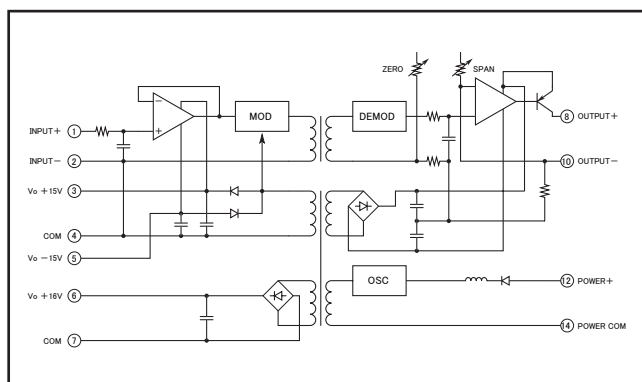 ZERO
SPAN
MOD
DEMOD
INPUT+ 1
INPUT− 2
Vo +15V 3
COM 4
Vo −15V 5
Vo +16V 6
COM 7
− 
+
8 OUTPUT+
10 OUTPUT−
OSC
12 POWER+
14 POWER COM